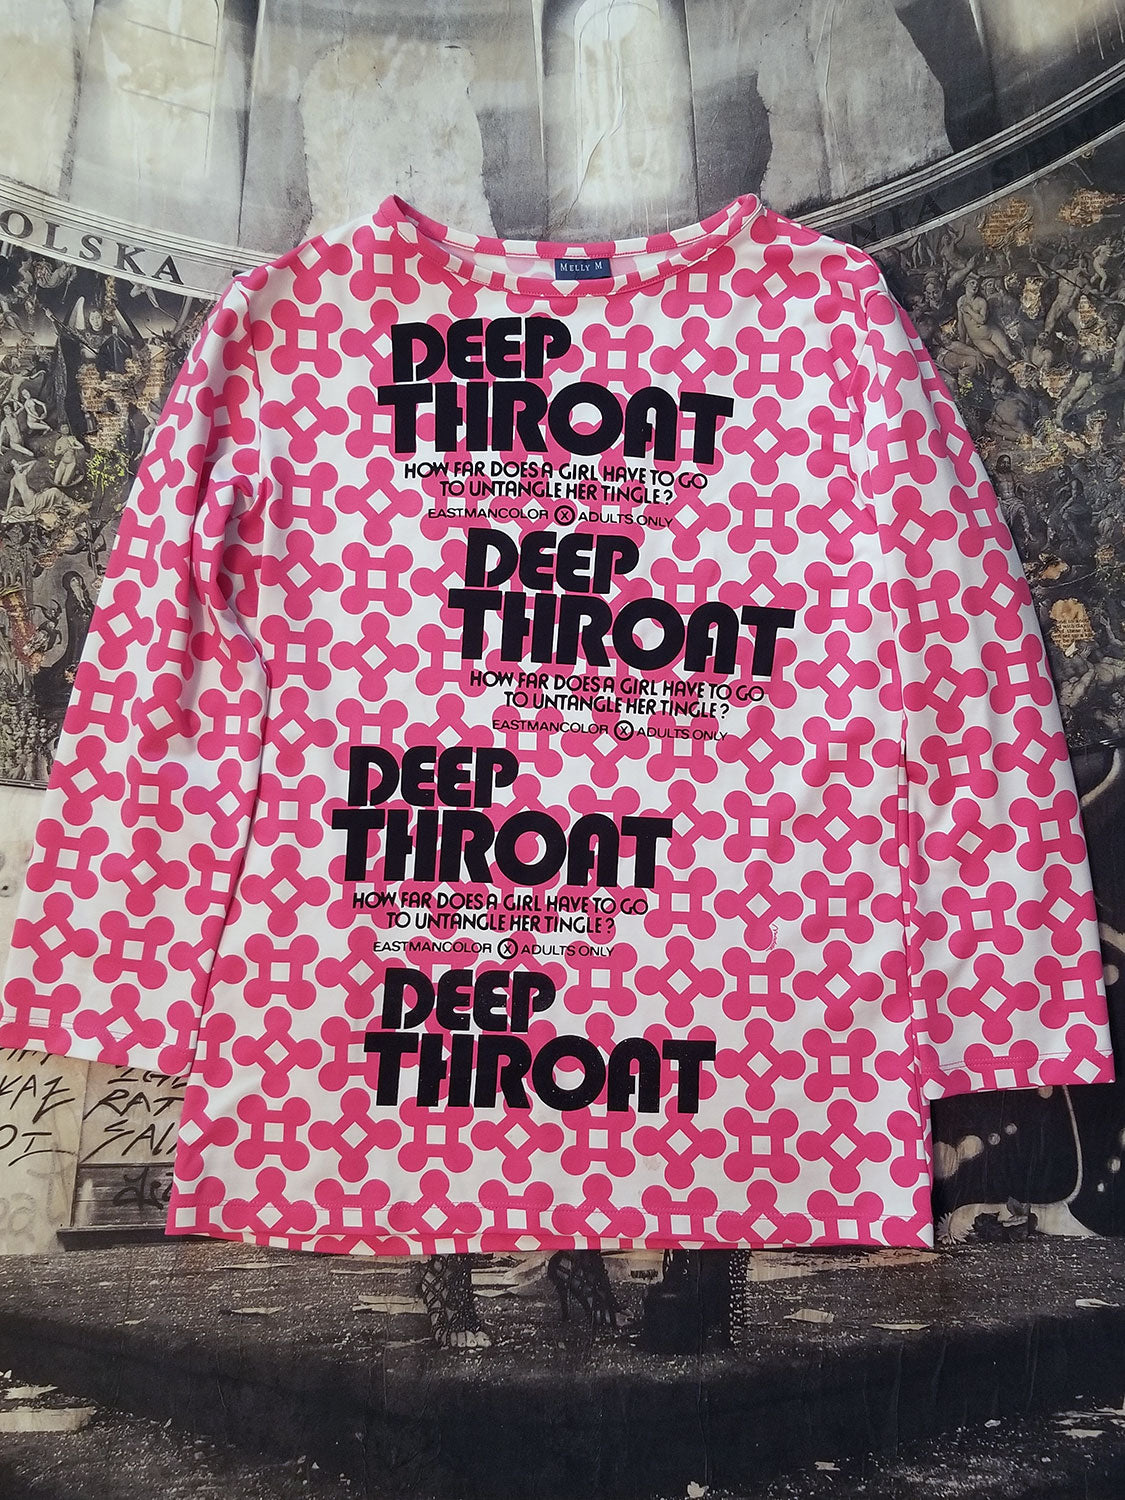 OLSKA
MELLY M
DEEP
THROAT
HOW FAR DOES A GIRL HAVE TO GO
TO UNTANGLE HER TINGLE?
EASTMANCOLOR X ADULTS ONLY
DEEP
THROAT
HOW FAR DOES A GIRL HAVE TO GO
TO UNTANGLE HER TINGLE?
EASTMANCOLOR X ADULTS ONLY
DEEP
THROAT
HOW FAR DOES A GIRL HAVE TO GO
TO UNTANGLE HER TINGLE?
EASTMANCOLOR X ADULTS ONLY
DEEP
THROAT
RAT